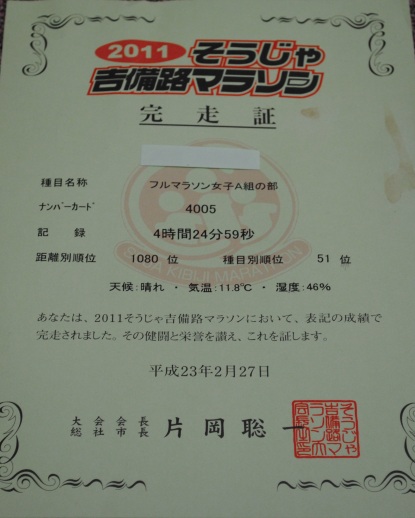 2011 そうじゃ
吉備路マラソン
完走証
種目名称 フルマラソン女子A組の部
ナンバーカード 4005
記録 4時間24分59秒
距離別順位 1080 位 種目別順位 51 位
天候:晴れ ・ 気温:11.8℃ ・ 湿度:46%
あなたは、2011そうじゃ吉備路マラソンにおいて、表記の成績で
完走されました。その健闘と栄誉を讃え、これを証します。
平成23年2月27日
大会会長
総社市長 片岡聡一
SOJA KIBIJI MARATHON